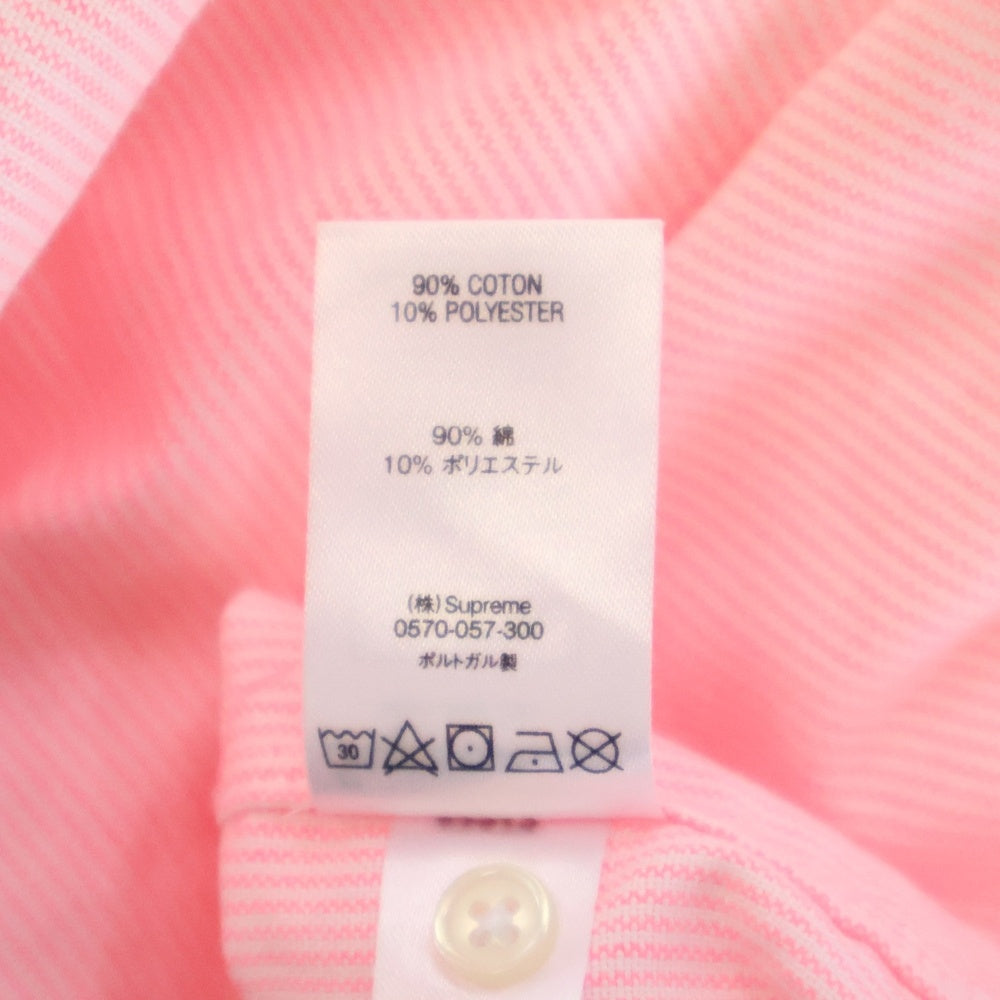 90% COTON
10% POLYESTER
90% 綿
10% ポリエステル
(株)Supreme
0570-057-300
ポルトガル製
30